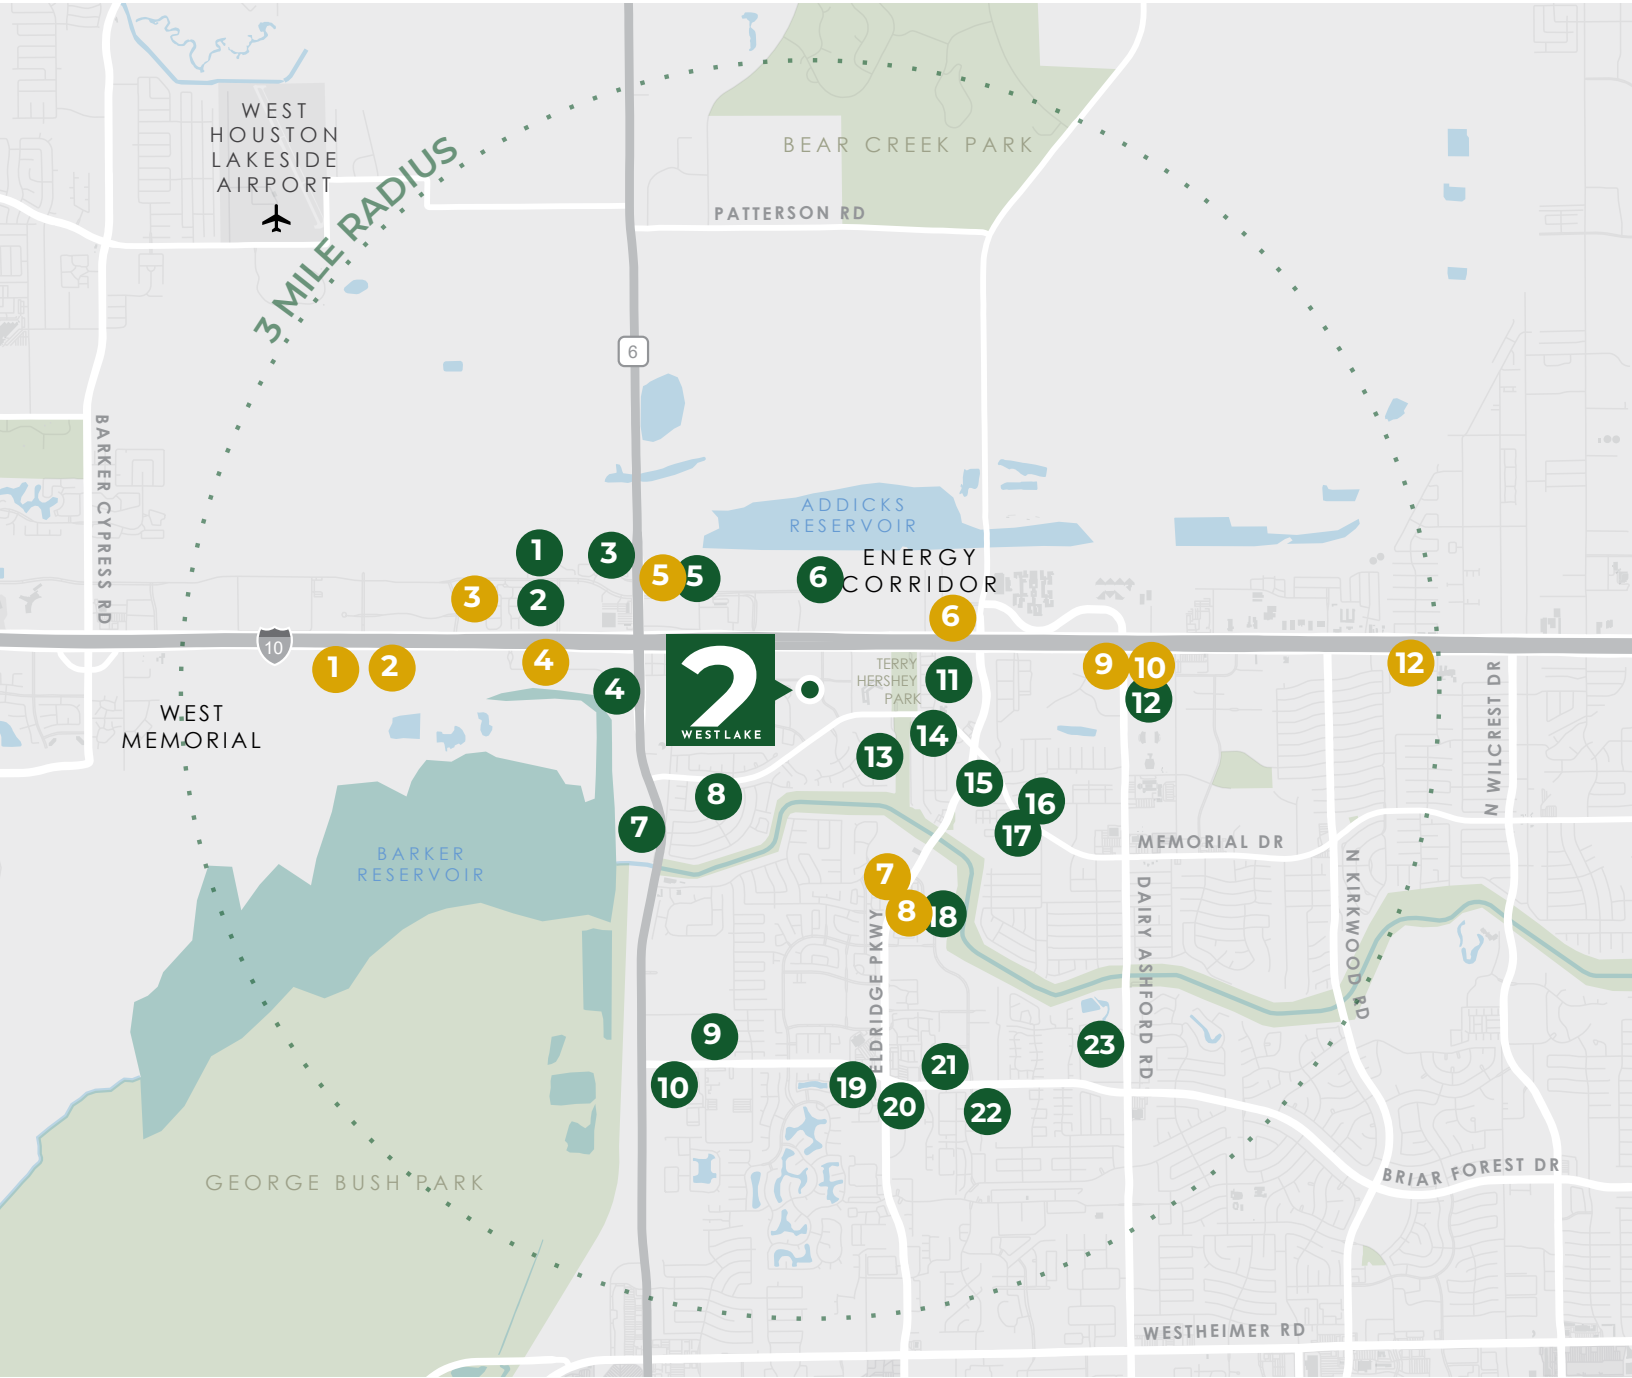 WEST
HOUSTON
LAKESIDE
AIRPORT
3 MILE RADIUS
BEAR CREEK PARK
PATTERSON RD
6
BARKER CYPRESS RD
ADDICKS
RESERVOIR
ENERGY
CORRIDOR
1
3
5
5
6
3
2
6
10
1
2
4
4
2
WESTLAKE
TERRY
HERSHEY
PARK
11
9
10
12
12
N WILCREST DR
WEST
MEMORIAL
14
13
15
16
17
8
7
MEMORIAL DR
BARKER
RESERVOIR
7
8
18
ELDRIDGE PKWY
DAIRY ASHFORD RD
N KIRKWOOD RD
9
10
19
20
21
22
23
GEORGE BUSH PARK
BRIAR FOREST DR
WESTHEIMER RD